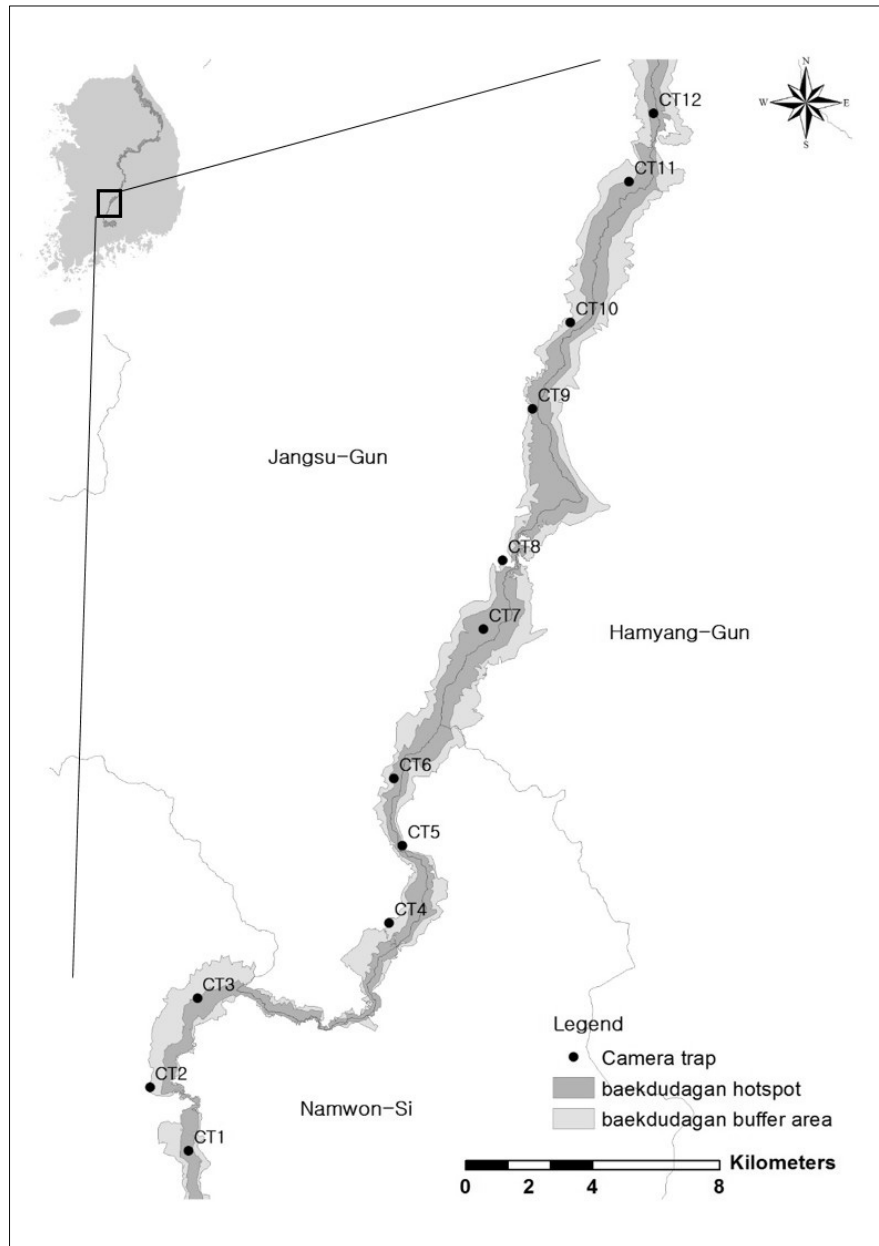 N
W E
S
CT12
CT11
CT10
CT9
Jangsu-Gun
CT8
CT7
Hamyang-Gun
CT6
CT5
CT4
CT3
CT2
Namwon-Si
CT1
Legend
Camera trap
baekdudagan hotspot
baekdudagan buffer area
Kilometers
0 2 4 8